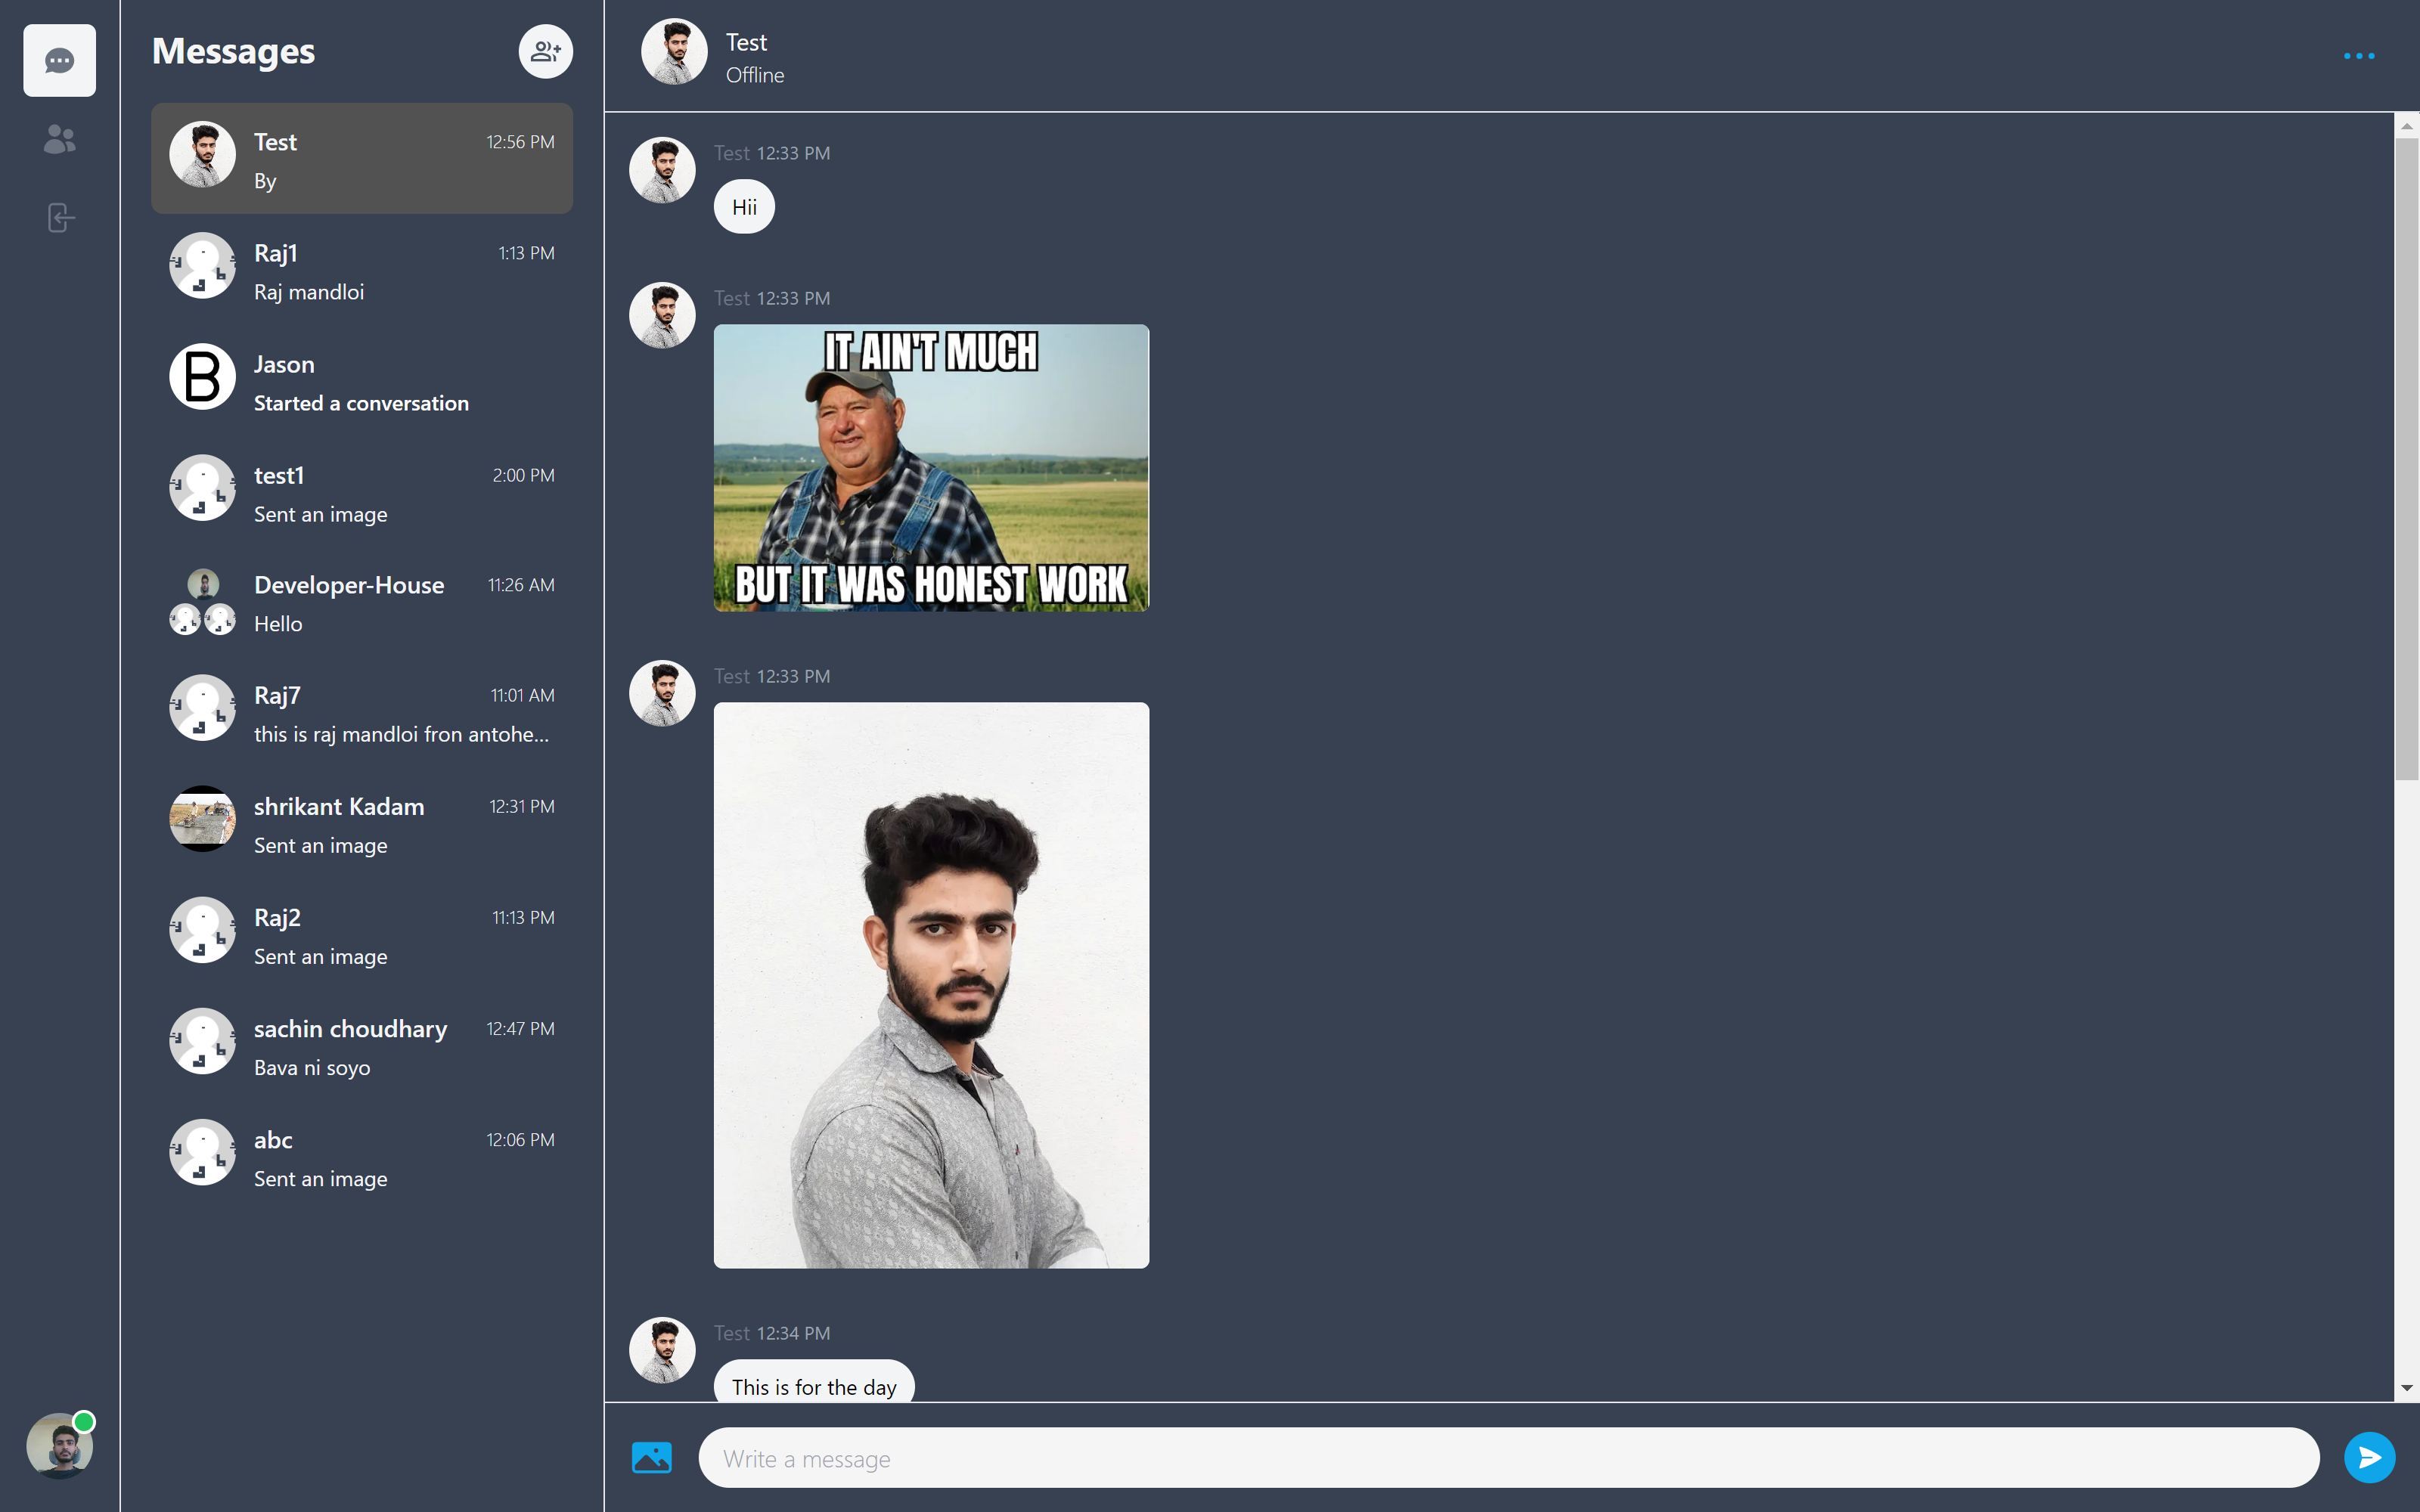 Messages
Test 12:56 PM
By
Raj1 1:13 PM
Raj mandloi
B
Jason
Started a conversation
test1 2:00 PM
Sent an image
Developer-House 11:26 AM
Hello
Raj7 11:01 AM
this is raj mandloi fron antohe...
shrikant Kadam 12:31 PM
Sent an image
Raj2 11:13 PM
Sent an image
sachin choudhary 12:47 PM
Bava ni soyo
abc 12:06 PM
Sent an image
Test
Offline
Test 12:33 PM
Hii
Test 12:33 PM
IT AIN'T MUCH
BUT IT WAS HONEST WORK
Test 12:33 PM
Test 12:34 PM
This is for the day
Write a message